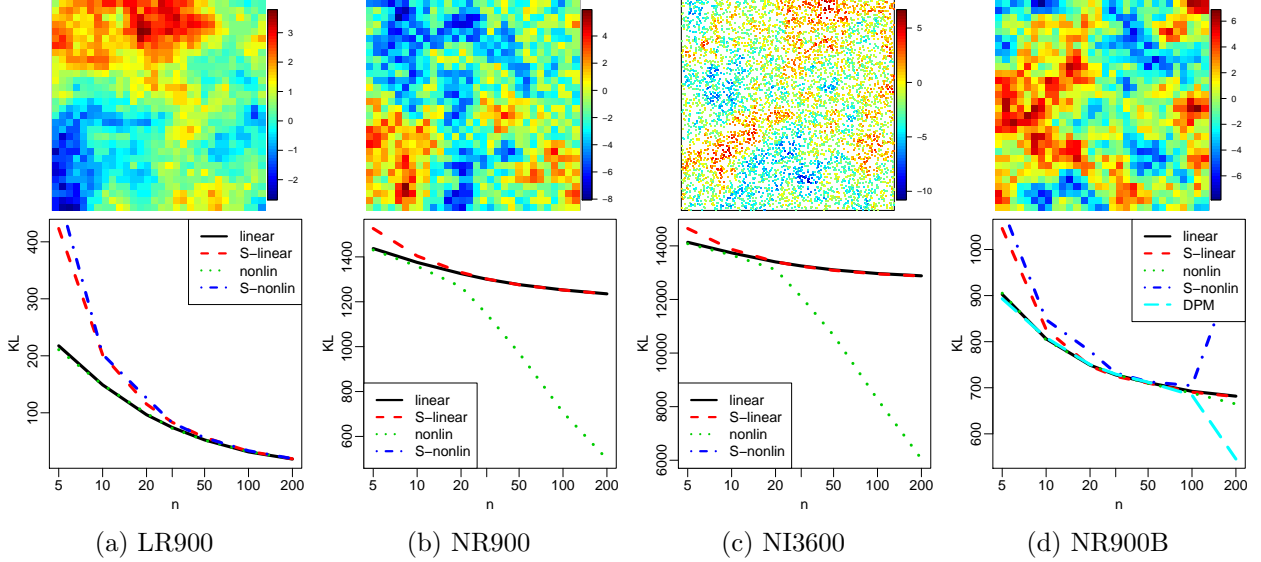 3
2
1
0
−1
−2
4
2
0
−2
−4
−6
−8
5
0
−5
−10
6
4
2
0
−2
−4
−6
KL
400
300
200
100
linear
S−linear
nonlin
S−nonlin
5 10 20 50 100 200
n
KL
1400
1200
1000
800
600
linear
S−linear
nonlin
S−nonlin
5 10 20 50 100 200
n
KL
14000
12000
10000
8000
6000
linear
S−linear
nonlin
S−nonlin
5 10 20 50 100 200
n
KL
1000
900
800
700
600
linear
S−linear
nonlin
S−nonlin
DPM
5 10 20 50 100 200
n
(a) LR900
(b) NR900
(c) NI3600
(d) NR900B